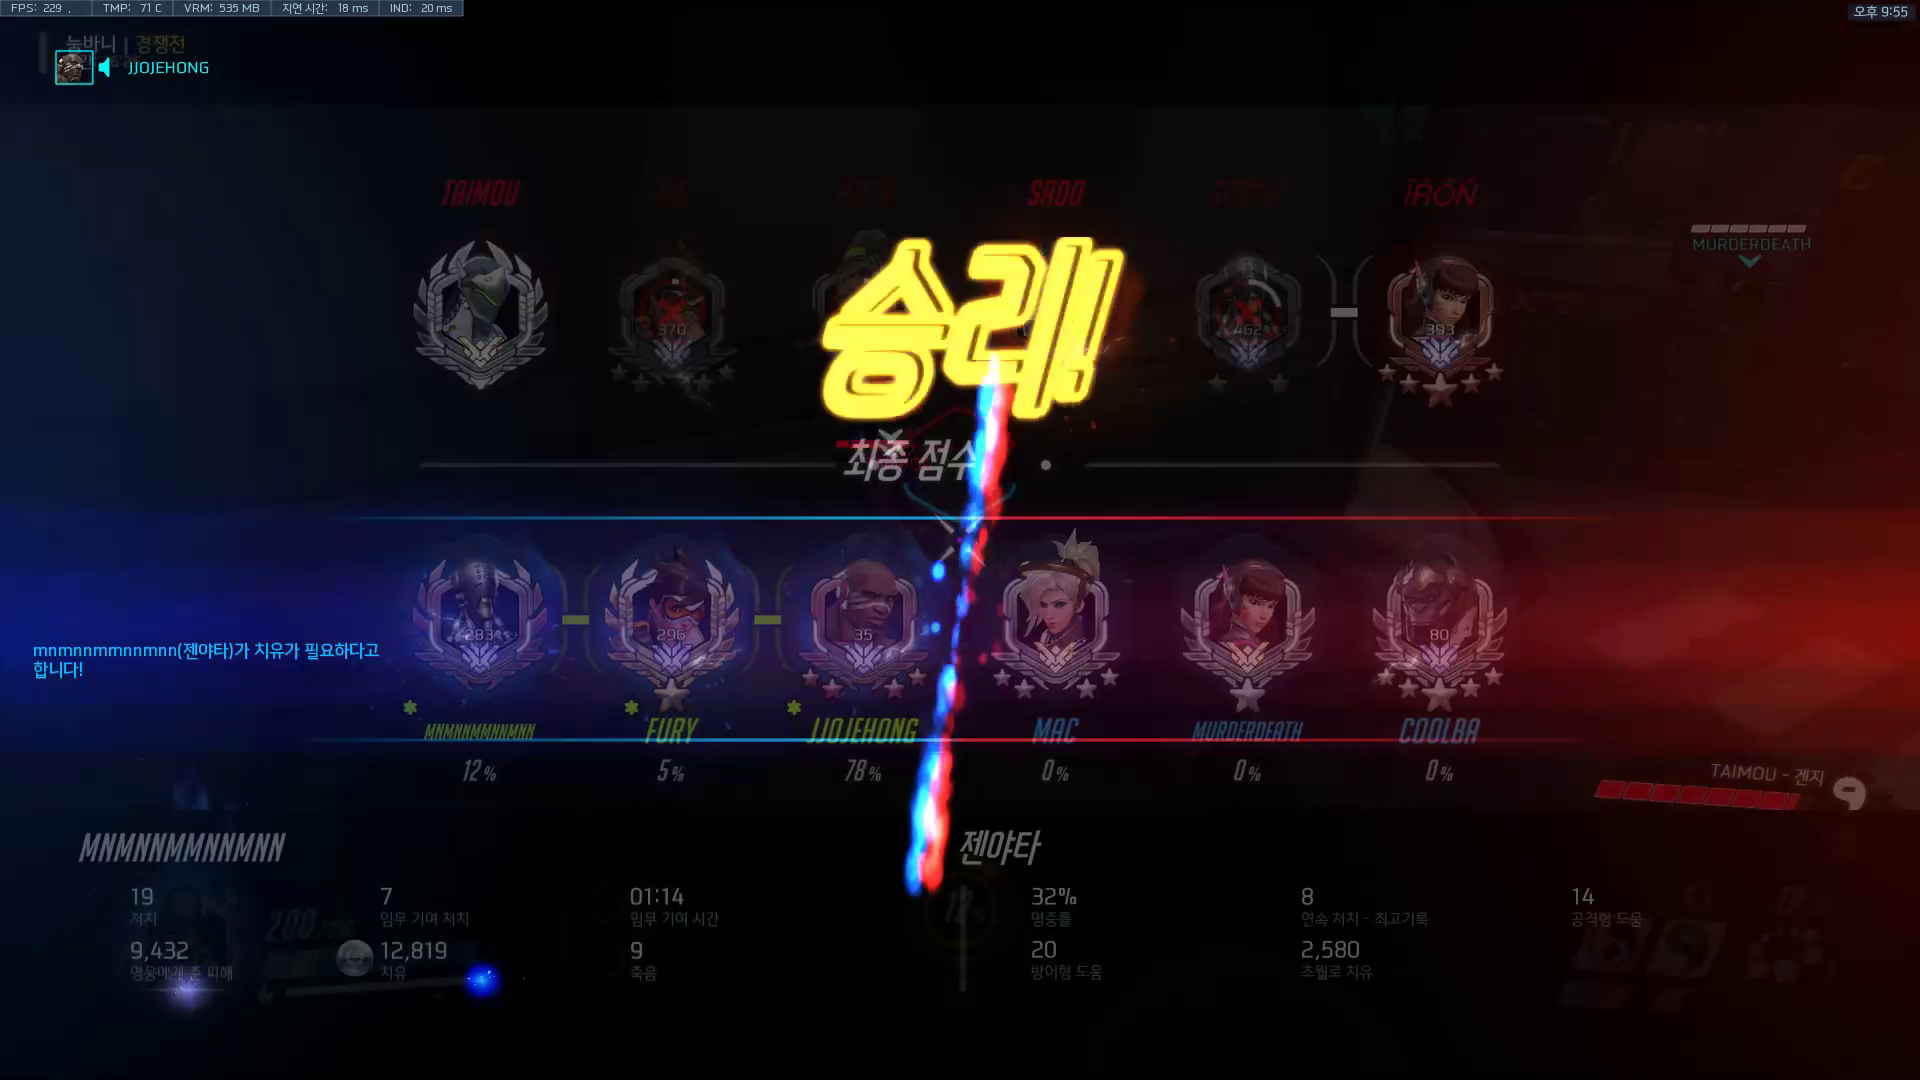 FPS: 229 TMP: 71 C VRM: 535 MB 지연 시간: 18 ms IND: 20 ms
오후 9:55
눔바니 | 경쟁전
JJOJEHONG
TAIMOU SADO IRON
MURDERDEATH
370 462 393
승리!
최종 점수
283 296 35 80
mnmnnmmnnmnn(젠야타)가 치유가 필요하다고
합니다!
MNMNNMMNNMNN FURY JJOJEHONG MAC MURDERDEATH COOLBA
12% 5% 78% 0% 0% 0%
TAIMOU - 겐지
MNMNNMMNNMNN 젠야타
19 7 01:14 32% 8 14
처치 임무 기여 처치 임무 기여 시간 명중률 연속 처치 - 최고기록 공격형 도움
200
9,432 12,819 9 20 2,580
영웅에게 준 피해 치유 죽음 방어형 도움 초월로 치유